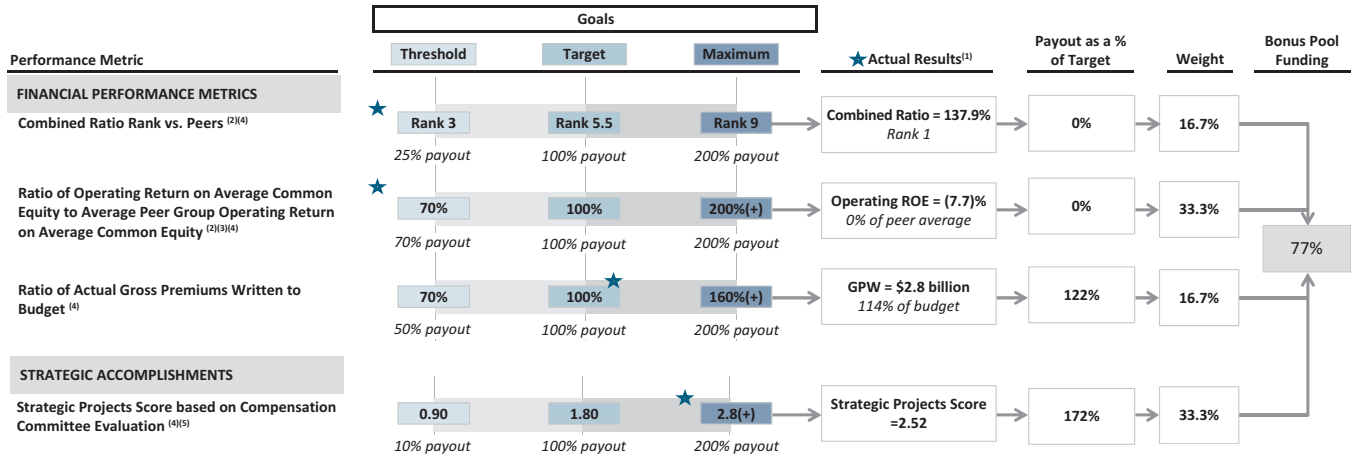 Goals
Performance Metric
Threshold
Target
Maximum
Actual Results(1)
Payout as a %
of Target
Weight
Bonus Pool
Funding
FINANCIAL PERFORMANCE METRICS
Combined Ratio Rank vs. Peers (2)(4)
Rank 3
Rank 5.5
Rank 9
25% payout
100% payout
200% payout
Combined Ratio = 137.9%
Rank 1
0%
16.7%
Ratio of Operating Return on Average Common
Equity to Average Peer Group Operating Return
on Average Common Equity (2)(3)(4)
70%
100%
200%(+)
70% payout
100% payout
200% payout
Operating ROE = (7.7)%
0% of peer average
0%
33.3%
77%
Ratio of Actual Gross Premiums Written to
Budget (4)
70%
100%
160%(+)
50% payout
100% payout
200% payout
GPW = $2.8 billion
114% of budget
122%
16.7%
STRATEGIC ACCOMPLISHMENTS
Strategic Projects Score based on Compensation
Committee Evaluation (4)(5)
0.90
1.80
2.8(+)
10% payout
100% payout
200% payout
Strategic Projects Score
=2.52
172%
33.3%